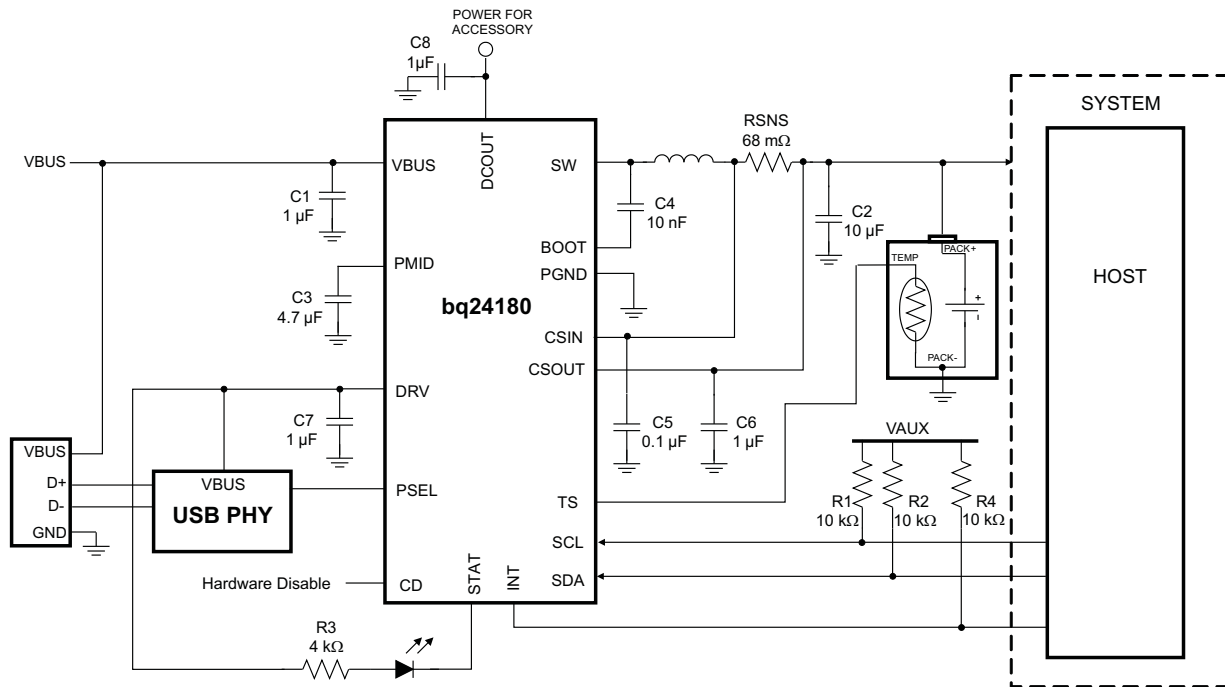 POWER FOR
ACCESSORY
C8
1µF
SYSTEM
RSNS
68 mΩ
VBUS
VBUS
DCOUT
SW
HOST
C1
1 µF
C4
10 nF
C2
10 µF
BOOT
PACK+
TEMP
PMID
PGND
C3
4.7 µF
bq24180
+
-
CSIN
PACK-
CSOUT
DRV
C7
1 µF
C5
0.1 µF
C6
1 µF
VAUX
VBUS
D+
D-
GND
VBUS
USB PHY
PSEL
TS
R1
10 kΩ
R2
10 kΩ
R4
10 kΩ
SCL
Hardware Disable
CD
STAT
INT
SDA
R3
4 kΩ